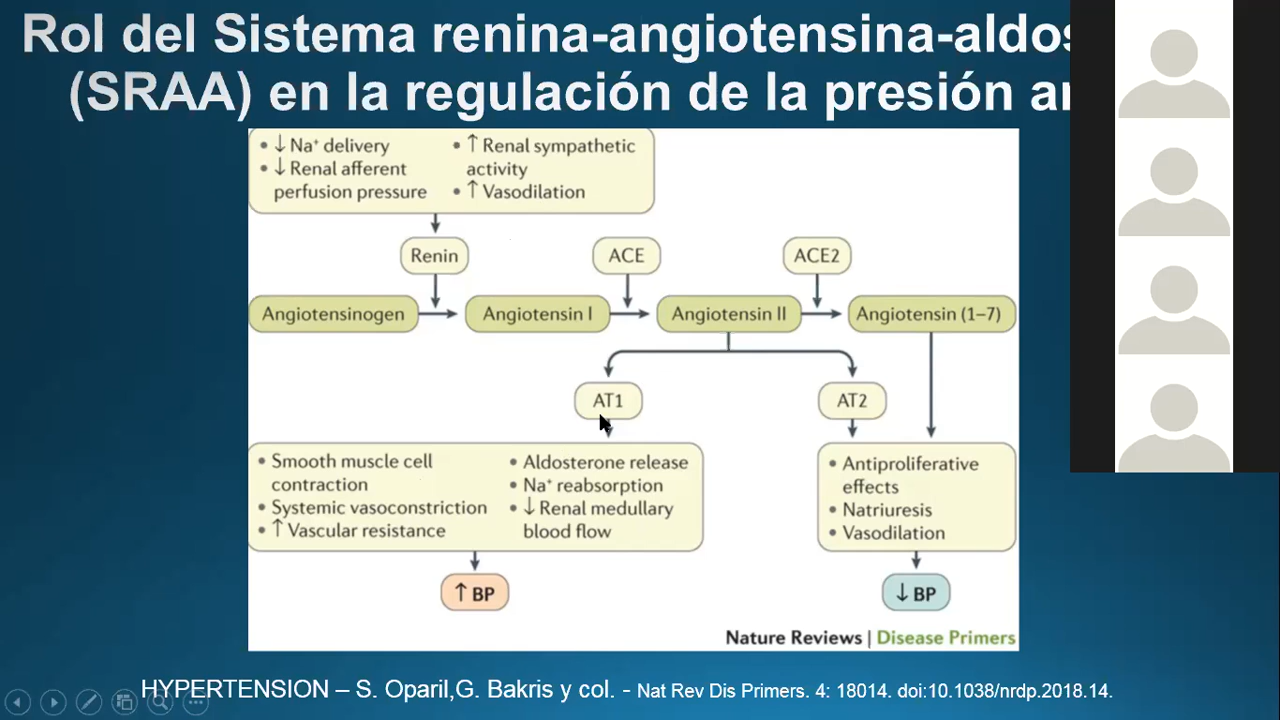 Rol del Sistema renina-angiotensina-
(SRAA) en la regulación de la presión
↓ Na⁺ delivery
• ↓ Renal afferent
perfusion pressure
• ↑ Renal sympathetic
activity
• ↑ Vasodilation
Renin
ACE
ACE2
Angiotensinogen
Angiotensin I
Angiotensin II
Angiotensin (1–7)
AT1
AT2
• Smooth muscle cell
contraction
• Systemic vasoconstriction
• ↑ Vascular resistance
• Aldosterone release
• Na⁺ reabsorption
• ↓ Renal medullary
blood flow
• Antiproliferative
effects
• Natriuresis
• Vasodilation
↑ BP
↓ BP
Nature Reviews | Disease Primers
HYPERTENSION – S. Oparil,G. Bakris y col. - Nat Rev Dis Primers. 4: 18014. doi:10.1038/nrdp.2018.14.